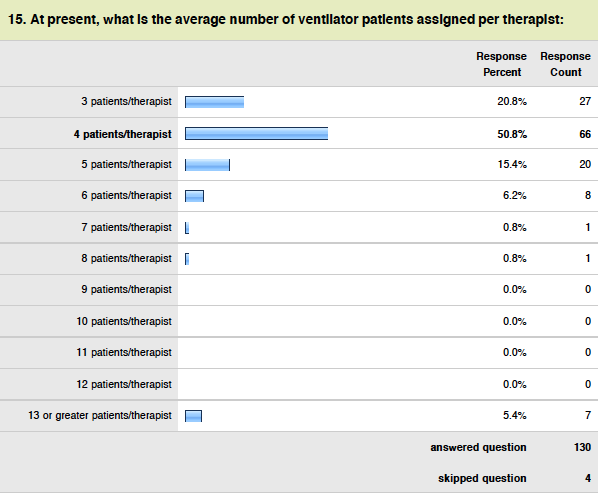 15. At present, what is the average number of ventilator patients assigned per therapist:
Response Percent Response Count
3 patients/therapist 20.8% 27
4 patients/therapist 50.8% 66
5 patients/therapist 15.4% 20
6 patients/therapist 6.2% 8
7 patients/therapist 0.8% 1
8 patients/therapist 0.8% 1
9 patients/therapist 0.0% 0
10 patients/therapist 0.0% 0
11 patients/therapist 0.0% 0
12 patients/therapist 0.0% 0
13 or greater patients/therapist 5.4% 7
answered question 130
skipped question 4